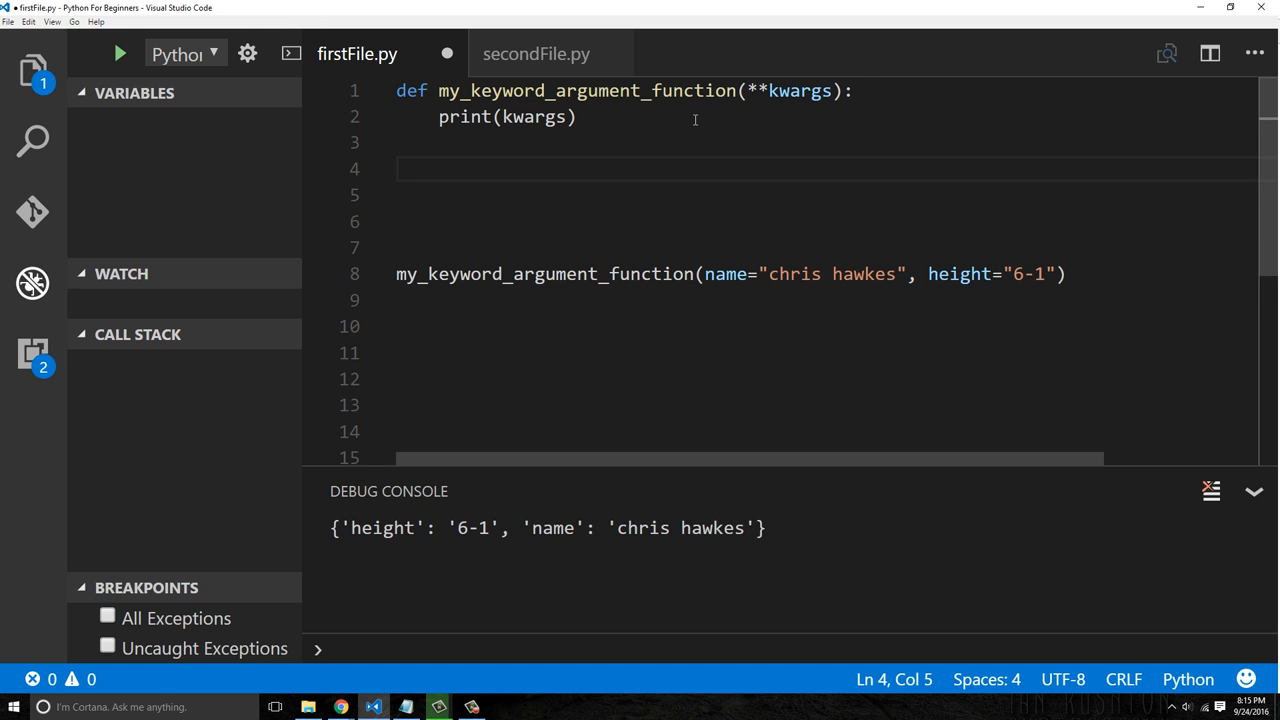 ● firstFile.py - Python For Beginners - Visual Studio Code
File Edit View Go Help
Python firstFile.py secondFile.py
1
VARIABLES
WATCH
CALL STACK
2
BREAKPOINTS
All Exceptions
Uncaught Exceptions
1 def my_keyword_argument_function(**kwargs):
2 print(kwargs)
3
4
5
6
7
8 my_keyword_argument_function(name="chris hawkes", height="6-1")
9
10
11
12
13
14
15
DEBUG CONSOLE
{'height': '6-1', 'name': 'chris hawkes'}
0 0 Ln 4, Col 5 Spaces: 4 UTF-8 CRLF Python
I'm Cortana. Ask me anything.
8:15 PM
9/24/2016